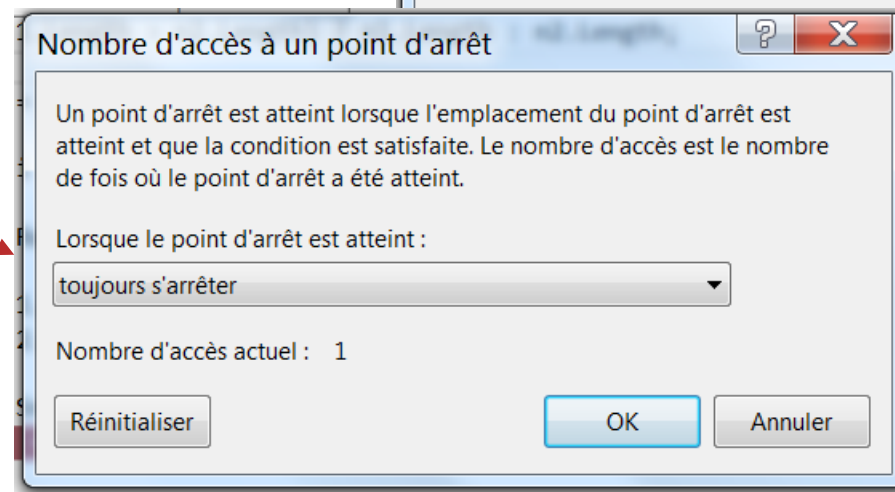 : n2.Length;
Nombre d'accès à un point d'arrêt
Un point d'arrêt est atteint lorsque l'emplacement du point d'arrêt est
atteint et que la condition est satisfaite. Le nombre d'accès est le nombre
de fois où le point d'arrêt a été atteint.
Lorsque le point d'arrêt est atteint :
toujours s'arrêter
Nombre d'accès actuel : 1
Réinitialiser OK Annuler